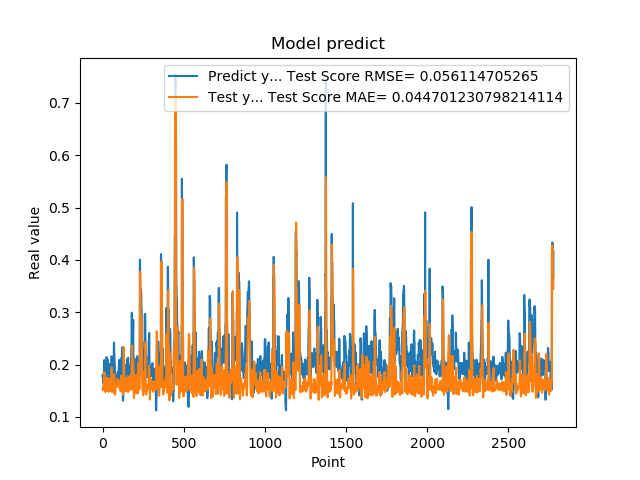 Model predict
Predict y... Test Score RMSE= 0.056114705265
Test y... Test Score MAE= 0.044701230798214114
0.7
0.6
0.5
0.4
0.3
0.2
0.1
Real value
0 500 1000 1500 2000 2500
Point